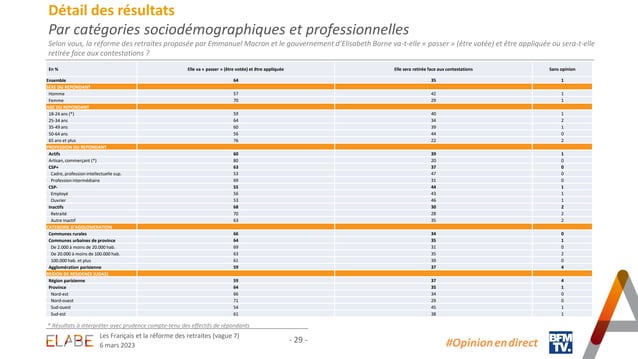 Détail des résultats
Par catégories sociodémographiques et professionnelles
Selon vous, la réforme des retraites proposée par Emmanuel Macron et le gouvernement d'Elisabeth Borne va-t-elle « passer » (être votée) et être appliquée ou sera-t-elle
retirée face aux contestations ?
En % Elle va « passer » (être votée) et être appliquée Elle sera retirée face aux contestations Sans opinion
Ensemble 64 35 1
SEXE DU REPONDANT
Homme 57 42 1
Femme 70 29 1
AGE DU REPONDANT
18-24 ans (*) 59 40 1
25-34 ans 64 34 2
35-49 ans 60 39 1
50-64 ans 56 44 0
65 ans et plus 76 22 2
PROFESSION DU REPONDANT
Actifs 60 39 1
Artisan, commerçant (*) 80 20 0
CSP+ 63 37 0
Cadre, profession intellectuelle sup. 53 47 0
Profession intermédiaire 69 31 0
CSP- 55 44 1
Employé 56 43 1
Ouvrier 53 46 1
Inactifs 68 30 2
Retraité 70 28 2
Autre inactif 63 35 2
CATEGORIE D'AGGLOMERATION
Communes rurales 66 34 0
Communes urbaines de province 64 35 1
De 2.000 à moins de 20.000 hab. 69 31 0
De 20.000 à moins de 100.000 hab. 63 35 2
100.000 hab. et plus 61 39 0
Agglomération parisienne 59 37 4
REGION DE RESIDENCE (UDA5)
Région parisienne 59 37 4
Province 64 35 1
Nord-est 66 34 0
Nord-ouest 71 29 0
Sud-ouest 54 45 1
Sud-est 61 38 1
* Résultats à interpréter avec prudence compte-tenu des effectifs de répondants
ELABE
Les Français et la réforme des retraites (vague 7)
6 mars 2023
- 29 -
#Opinion en direct
BFM
TV.